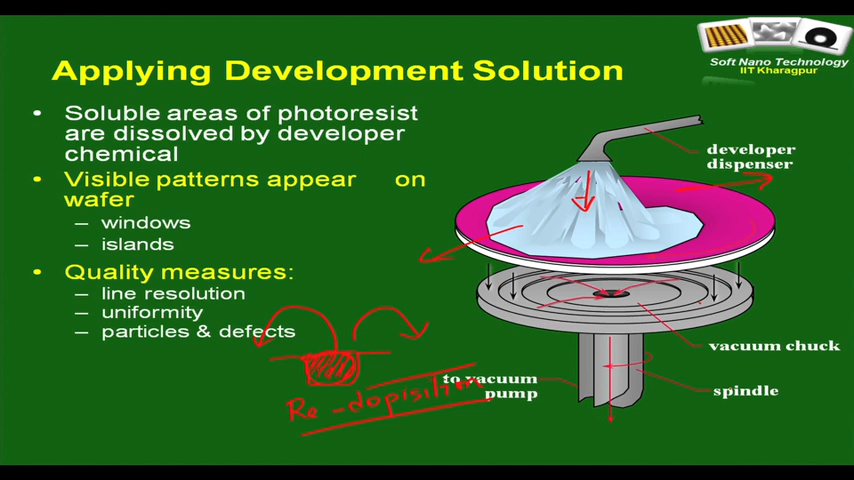 Soft Nano Technology
IIT Kharagpur
Applying Development Solution
• Soluble areas of photoresist
are dissolved by developer
chemical
• Visible patterns appear on
wafer
– windows
– islands
• Quality measures:
– line resolution
– uniformity
– particles & defects
developer
dispenser
vacuum chuck
spindle
to vacuum
pump
Re-dopisition